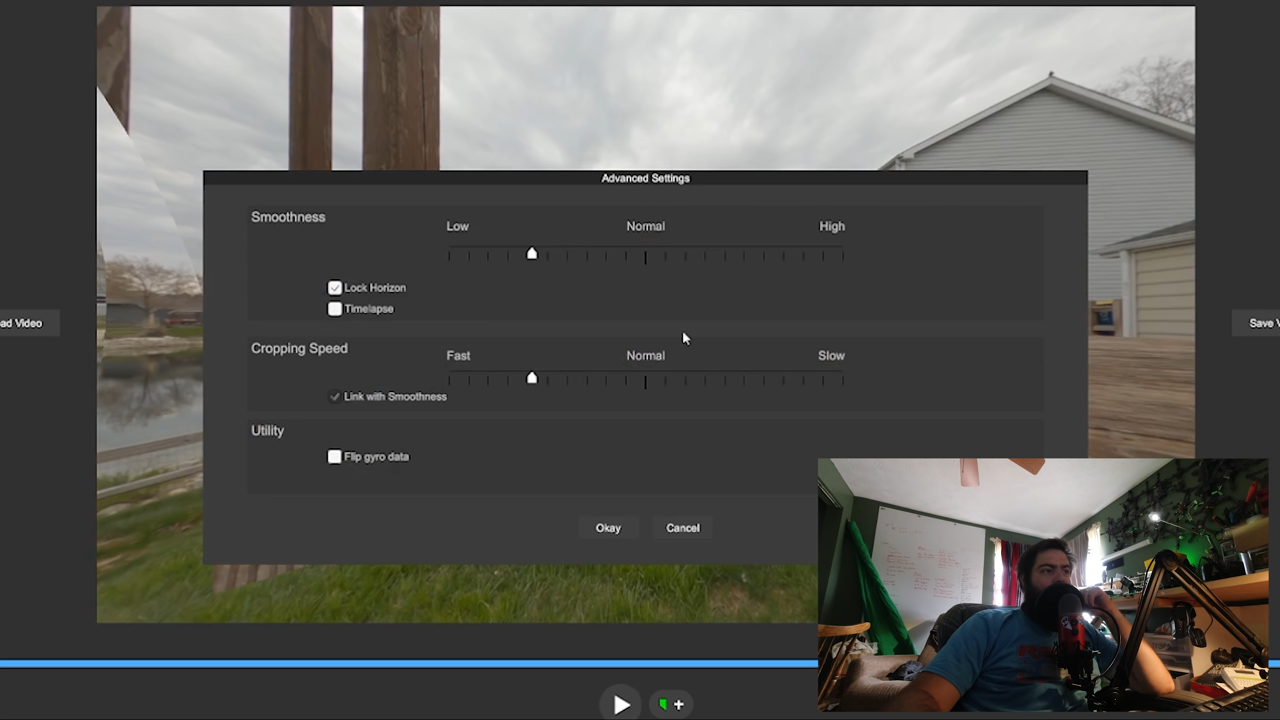 Advanced Settings
Smoothness
Low Normal High
Lock Horizon
Timelapse
ad Video
Save V
Cropping Speed
Fast Normal Slow
Link with Smoothness
Utility
Flip gyro data
Okay Cancel